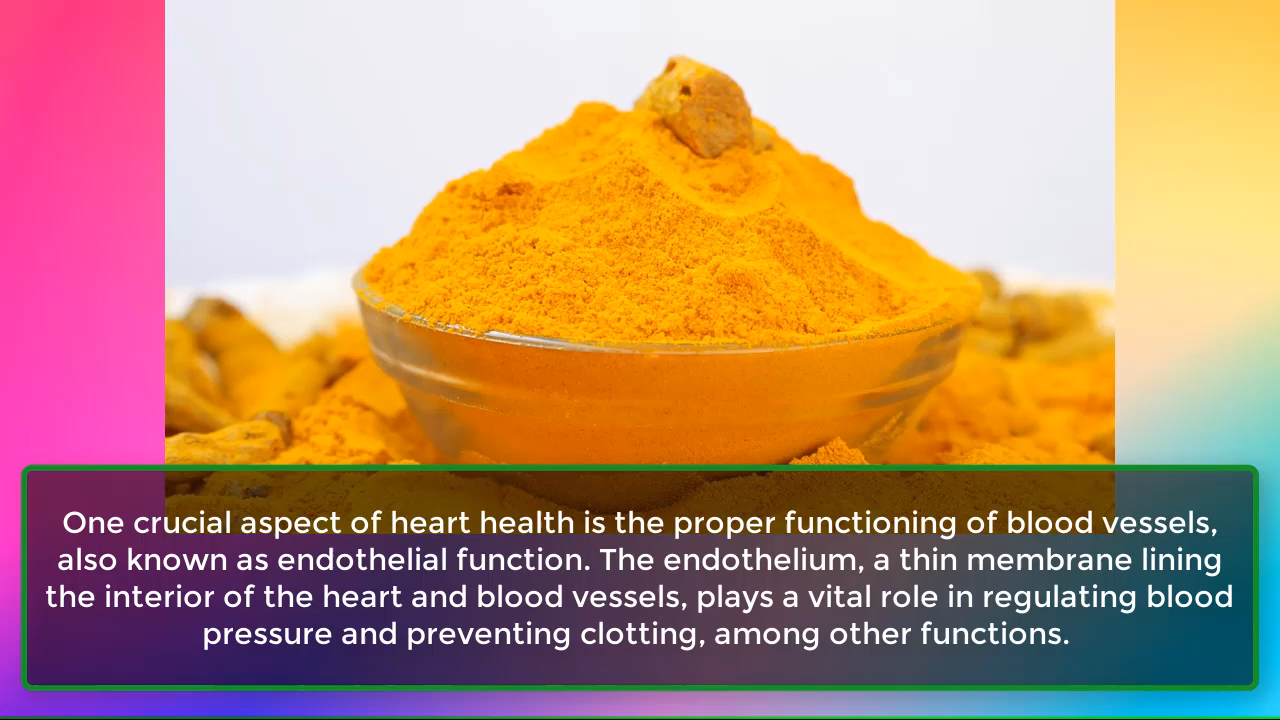 One crucial aspect of heart health is the proper functioning of blood vessels,
also known as endothelial function. The endothelium, a thin membrane lining
the interior of the heart and blood vessels, plays a vital role in regulating blood
pressure and preventing clotting, among other functions.